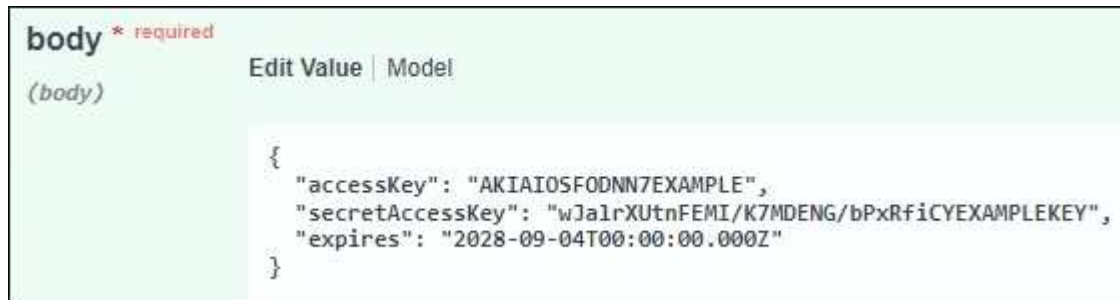 body * required
Edit Value | Model
(body)
{
"accessKey": "AKIAIOSFODNN7EXAMPLE",
"secretAccessKey": "wJalrXUtnFEMI/K7MDENG/bPxRfiCYEXAMPLEKEY",
"expires": "2028-09-04T00:00:00.000Z"
}